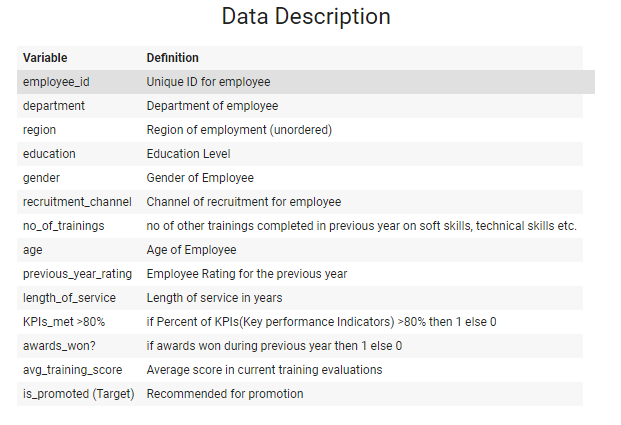 Data Description
Variable Definition
employee_id Unique ID for employee
department Department of employee
region Region of employment (unordered)
education Education Level
gender Gender of Employee
recruitment_channel Channel of recruitment for employee
no_of_trainings no of other trainings completed in previous year on soft skills, technical skills etc.
age Age of Employee
previous_year_rating Employee Rating for the previous year
length_of_service Length of service in years
KPIs_met >80% if Percent of KPIs(Key performance Indicators) >80% then 1 else 0
awards_won? if awards won during previous year then 1 else 0
avg_training_score Average score in current training evaluations
is_promoted (Target) Recommended for promotion